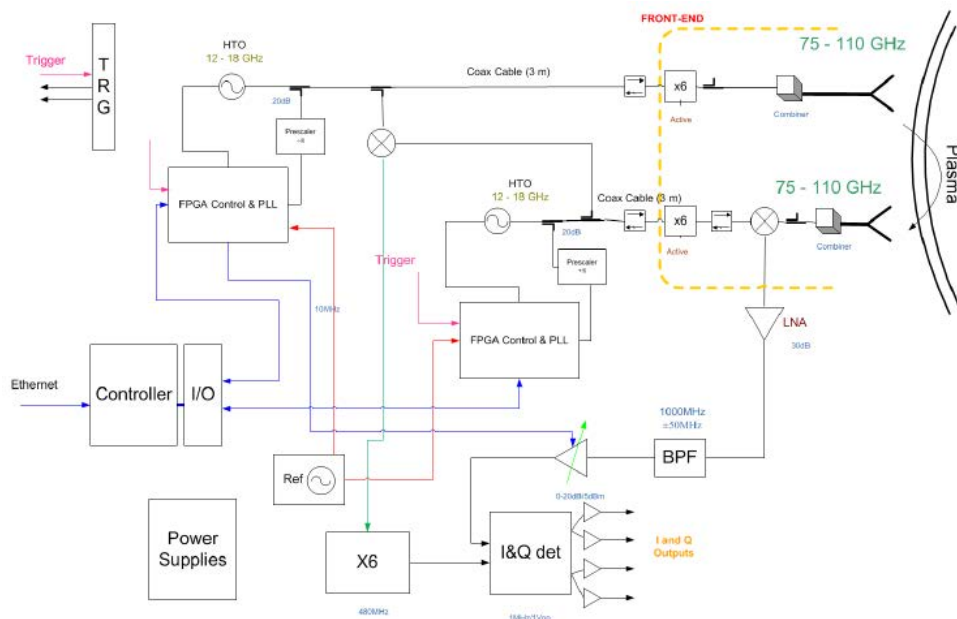 FRONT-END
75 - 110 GHz
HTO
12 - 18 GHz
Trigger
TRG
Coax Cable (3 m)
20dB
x6
Active
Combiner
Prescaler
FPGA Control & PLL
Plasma
HTO
12 - 18 GHz
75 - 110 GHz
Coax Cable (3 m)
20dB
x6
Active
Combiner
Prescaler
Trigger
10MHz
FPGA Control & PLL
LNA
30dB
Ethernet
Controller
I/O
1000MHz
±50MHz
BPF
Ref
0-20dB/5dBm
Power
Supplies
X6
I&Q det
I and Q
Outputs
480MHz
1MHz/1Vpp